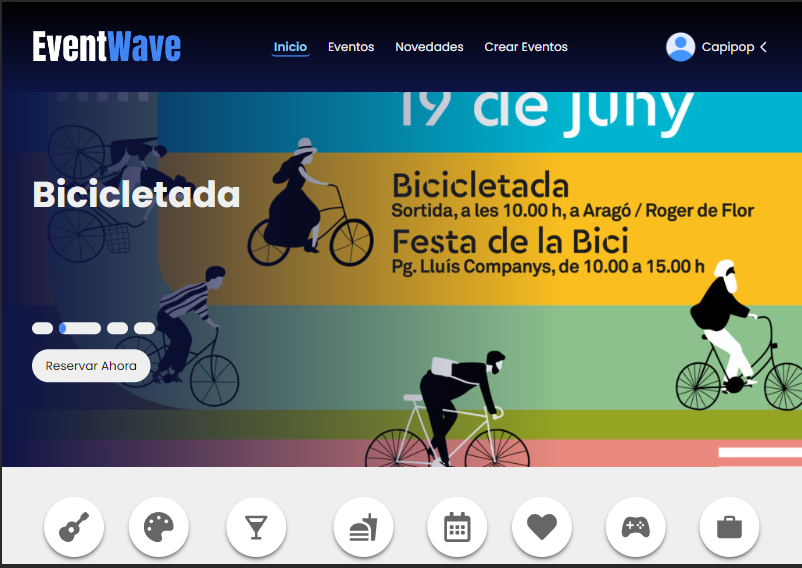 EventWave
Inicio
Eventos
Novedades
Crear Eventos
Capipop
19 de juny
Bicicletada
Bicicletada
Sortida, a les 10.00 h, a Aragó / Roger de Flor
Festa de la Bici
Pg. Lluís Companys, de 10.00 a 15.00 h
Reservar Ahora